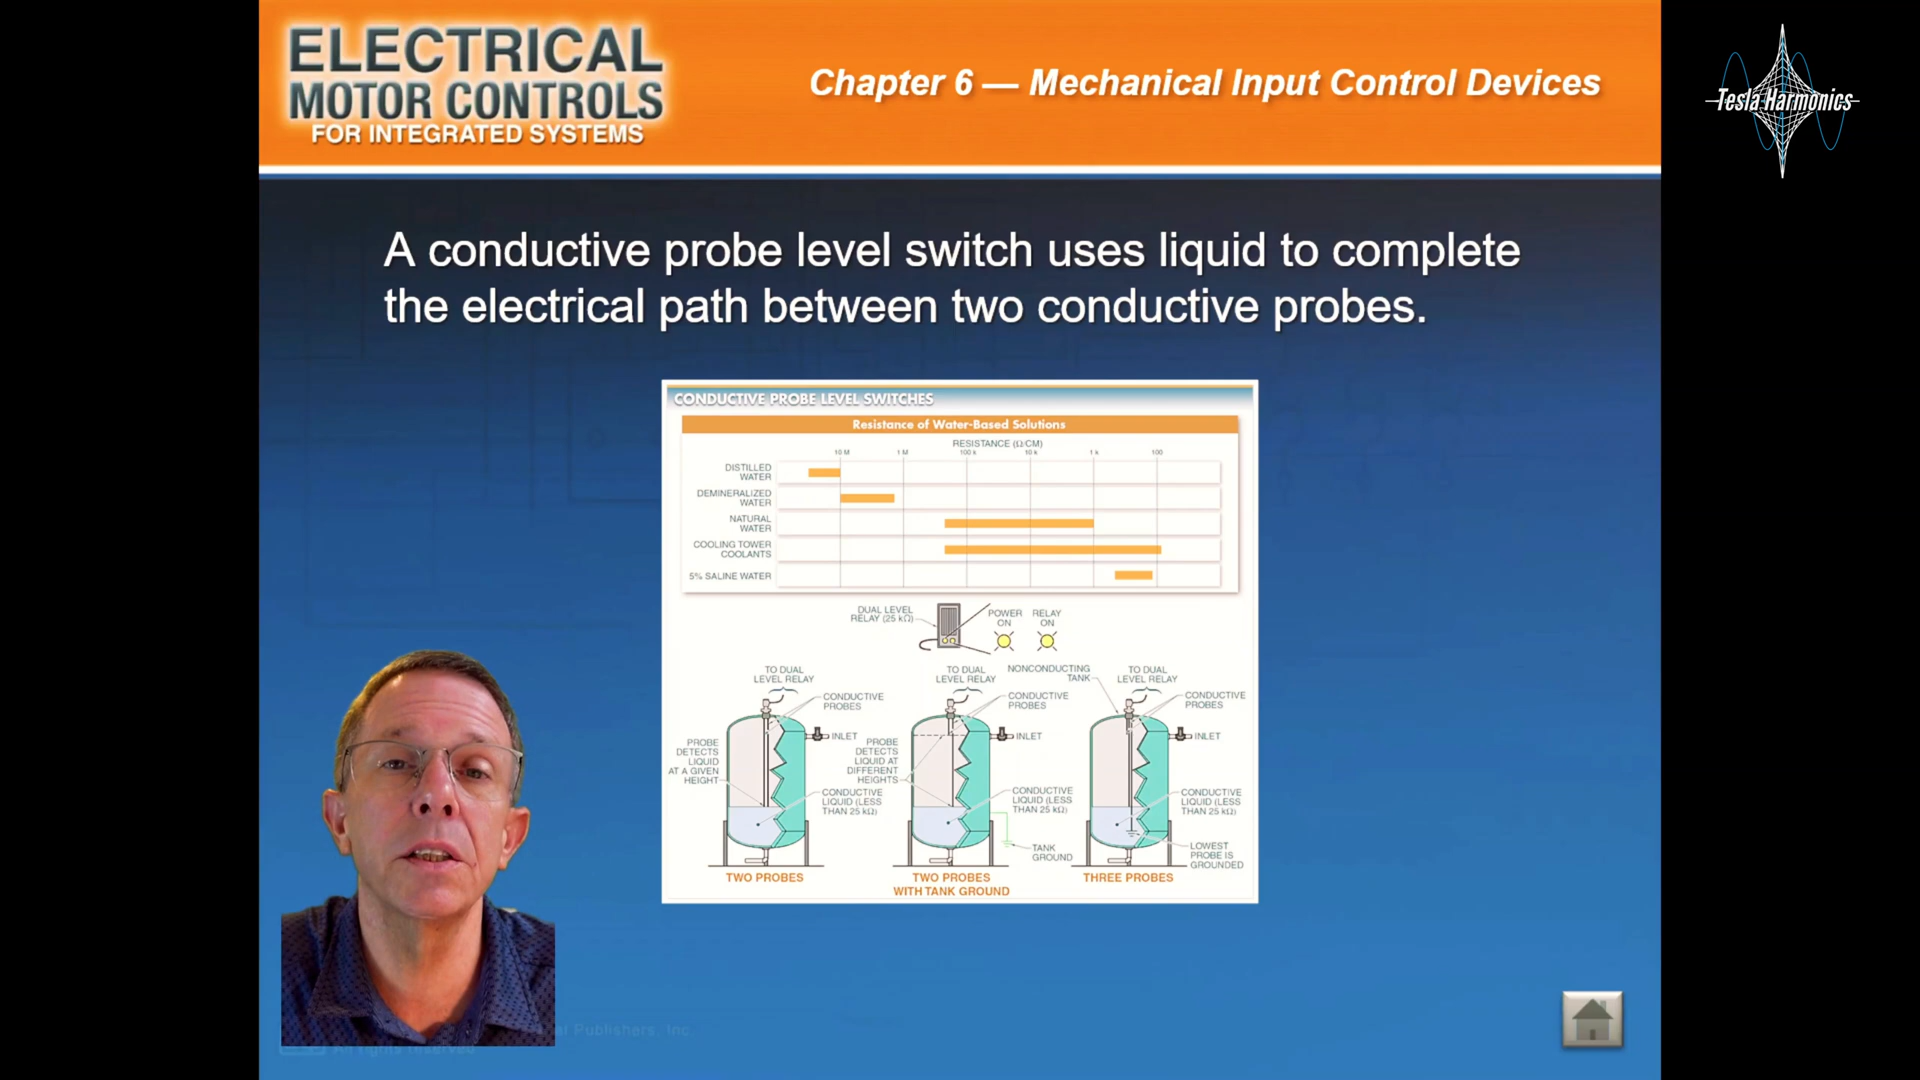 ELECTRICAL
MOTOR CONTROLS
FOR INTEGRATED SYSTEMS
Chapter 6 — Mechanical Input Control Devices
Tesla Harmonics
A conductive probe level switch uses liquid to complete
the electrical path between two conductive probes.
CONDUCTIVE PROBE LEVEL SWITCHES
Resistance of Water-Based Solutions
RESISTANCE (Ω/CM)
10 M 1 M 100 k 10 k 1 k 100
DISTILLED
WATER
DEMINERALIZED
WATER
NATURAL
WATER
COOLING TOWER
COOLANTS
5% SALINE WATER
DUAL LEVEL
RELAY (25 kΩ)
POWER
ON
RELAY
ON
TO DUAL
LEVEL RELAY
CONDUCTIVE
PROBES
INLET
PROBE
DETECTS
LIQUID
AT A GIVEN
HEIGHT
CONDUCTIVE
LIQUID (LESS
THAN 25 kΩ)
TWO PROBES
TO DUAL
LEVEL RELAY
CONDUCTIVE
PROBES
INLET
PROBE
DETECTS
LIQUID AT
DIFFERENT
HEIGHTS
CONDUCTIVE
LIQUID (LESS
THAN 25 kΩ)
TANK
GROUND
TWO PROBES
WITH TANK GROUND
NONCONDUCTING
TANK
TO DUAL
LEVEL RELAY
CONDUCTIVE
PROBES
INLET
CONDUCTIVE
LIQUID (LESS
THAN 25 kΩ)
LOWEST
PROBE IS
GROUNDED
THREE PROBES
Publishers, Inc.
All rights reserved